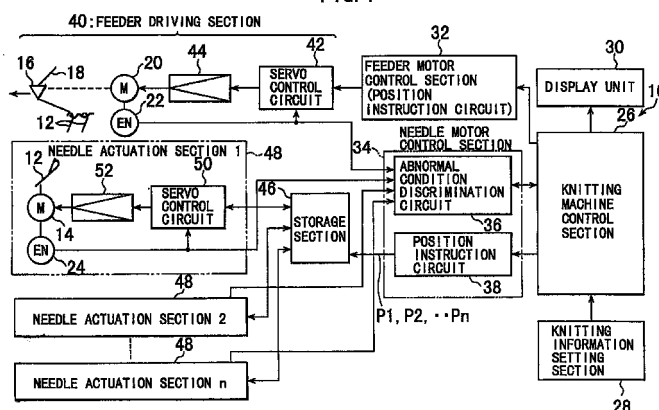 40:FEEDER DRIVING SECTION
16
18
20
44
42
32
30
M
22
EN
12
SERVO
CONTROL
CIRCUIT
FEEDER MOTOR
CONTROL SECTION
(POSITION
INSTRUCTION CIRCUIT)
DISPLAY UNIT
10
26
34
NEEDLE MOTOR
CONTROL SECTION
NEEDLE ACTUATION SECTION 1
48
12
52
50
46
M
14
EN
24
SERVO
CONTROL
CIRCUIT
STORAGE
SECTION
ABNORMAL
CONDITION
DISCRIMINATION
CIRCUIT
36
POSITION
INSTRUCTION
CIRCUIT
38
KNITTING
MACHINE
CONTROL
SECTION
P1, P2, ··Pn
48
NEEDLE ACTUATION SECTION 2
48
NEEDLE ACTUATION SECTION n
KNITTING
INFORMATION
SETTING
SECTION
28